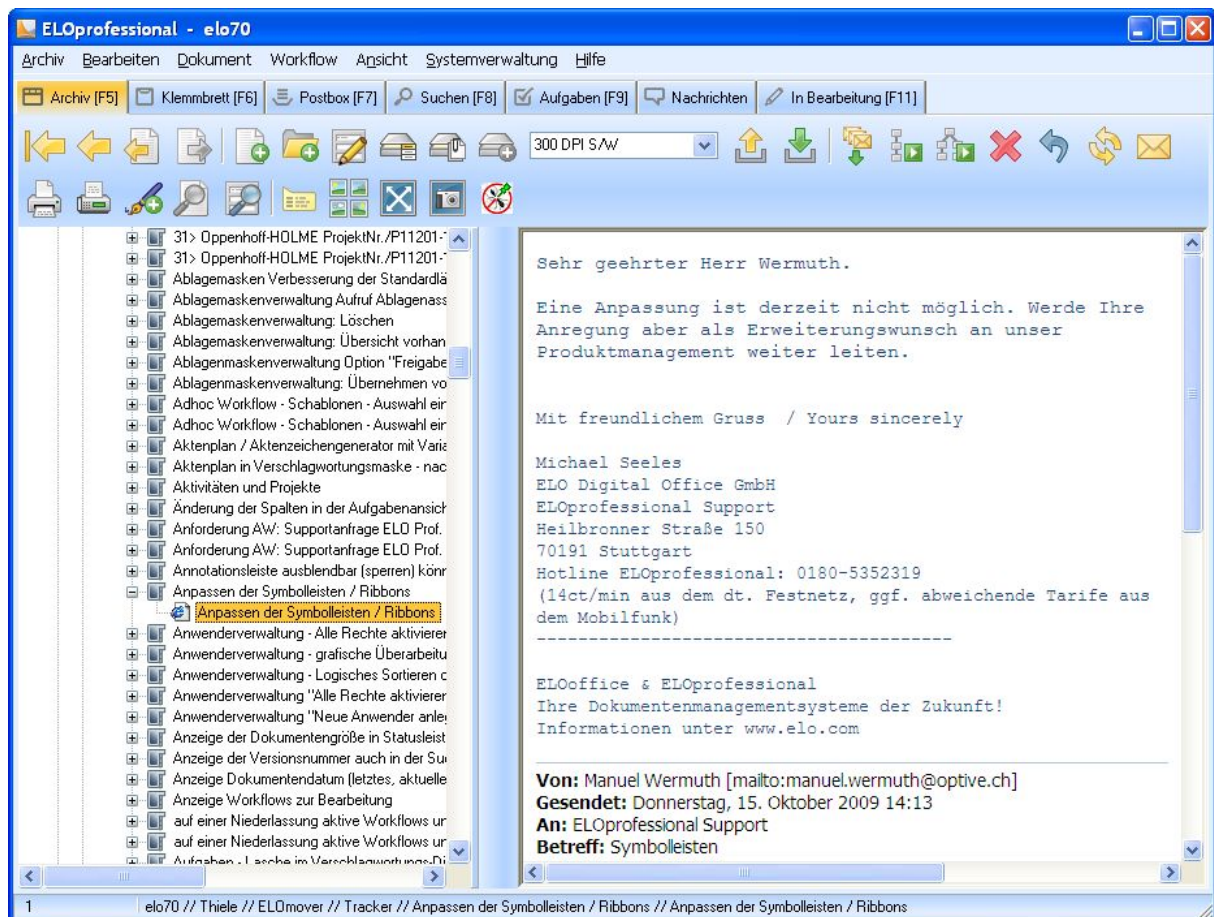 ELOprofessional - elo70
Archiv Bearbeiten Dokument Workflow Ansicht Systemverwaltung Hilfe
Archiv [F5] Klemmbrett [F6] Postbox [F7] Suchen [F8] Aufgaben [F9] Nachrichten In Bearbeitung [F11]
300 DPI S/W
31> Oppenhoff-HOLME ProjektNr./P11201-
31> Oppenhoff-HOLME ProjektNr./P11201-
Ablagemasken Verbesserung der Standardlä
Ablagemaskenverwaltung Aufruf Ablagenass
Ablagemaskenverwaltung: Löschen
Ablagemaskenverwaltung: Übersicht vorhan
Ablagenmaskenverwaltung Option "Freigabe
Ablagenmaskenverwaltung: Übernehmen vo
Adhoc Workflow - Schablonen - Auswahl eir
Adhoc Workflow - Schablonen - Auswahl eir
Aktenplan / Aktenzeichengenerator mit Varia
Aktenplan in Verschlagwortungsmaske - nac
Aktivitäten und Projekte
Änderung der Spalten in der Aufgabenansich
Anforderung AW: Supportanfrage ELO Prof.
Anforderung AW: Supportanfrage ELO Prof.
Annotationsleiste ausblendbar (sperren) könr
Anpassen der Symbolleisten / Ribbons
Anpassen der Symbolleisten / Ribbons
Anwenderverwaltung - Alle Rechte aktivieren
Anwenderverwaltung - grafische Überarbeitu
Anwenderverwaltung - Logisches Sortieren d
Anwenderverwaltung "Alle Rechte aktivieren
Anwenderverwaltung "Neue Anwender anleg
Anzeige der Dokumentengröße in Statusleist
Anzeige der Versionsnummer auch in der Su
Anzeige Dokumentendatum (letztes, aktuelle
Anzeige Workflows zur Bearbeitung
auf einer Niederlassung aktive Workflows ur
auf einer Niederlassung aktive Workflows ur
Aufgaben - Lasche im Verschlagwortungs-Di
Sehr geehrter Herr Wermuth.
Eine Anpassung ist derzeit nicht möglich. Werde Ihre
Anregung aber als Erweiterungswunsch an unser
Produktmanagement weiter leiten.
Mit freundlichem Gruss / Yours sincerely
Michael Seeles
ELO Digital Office GmbH
ELOprofessional Support
Heilbronner Straße 150
70191 Stuttgart
Hotline ELOprofessional: 0180-5352319
(14ct/min aus dem dt. Festnetz, ggf. abweichende Tarife aus
dem Mobilfunk)
----------------------------------------
ELOoffice & ELOprofessional
Ihre Dokumentenmanagementsysteme der Zukunft!
Informationen unter www.elo.com
Von: Manuel Wermuth [mailto:manuel.wermuth@optive.ch]
Gesendet: Donnerstag, 15. Oktober 2009 14:13
An: ELOprofessional Support
Betreff: Symbolleisten
1 elo70 // Thiele // ELOmover // Tracker // Anpassen der Symbolleisten / Ribbons // Anpassen der Symbolleisten / Ribbons